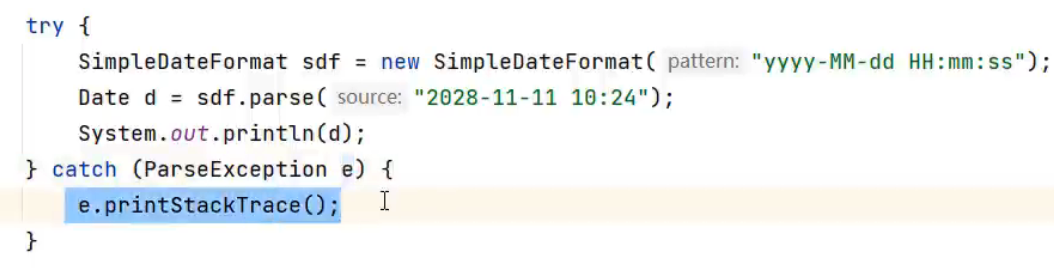 try {
SimpleDateFormat sdf = new SimpleDateFormat( pattern: "yyyy-MM-dd HH:mm:ss");
Date d = sdf.parse( source: "2028-11-11 10:24");
System.out.println(d);
} catch (ParseException e) {
e.printStackTrace();
}